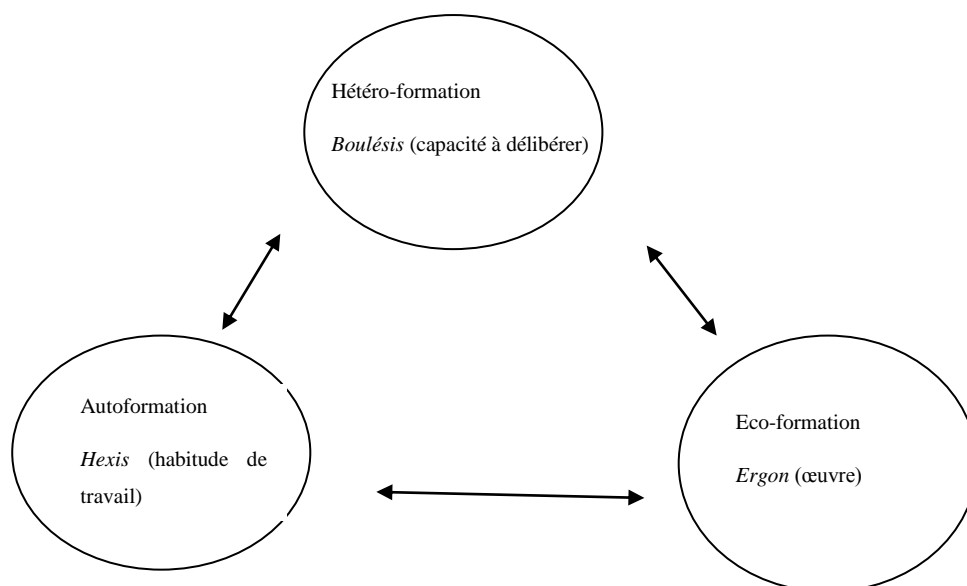 Hétéro-formation
Boulésis (capacité à délibérer)
Autoformation
Hexis (habitude de
travail)
Eco-formation
Ergon (œuvre)